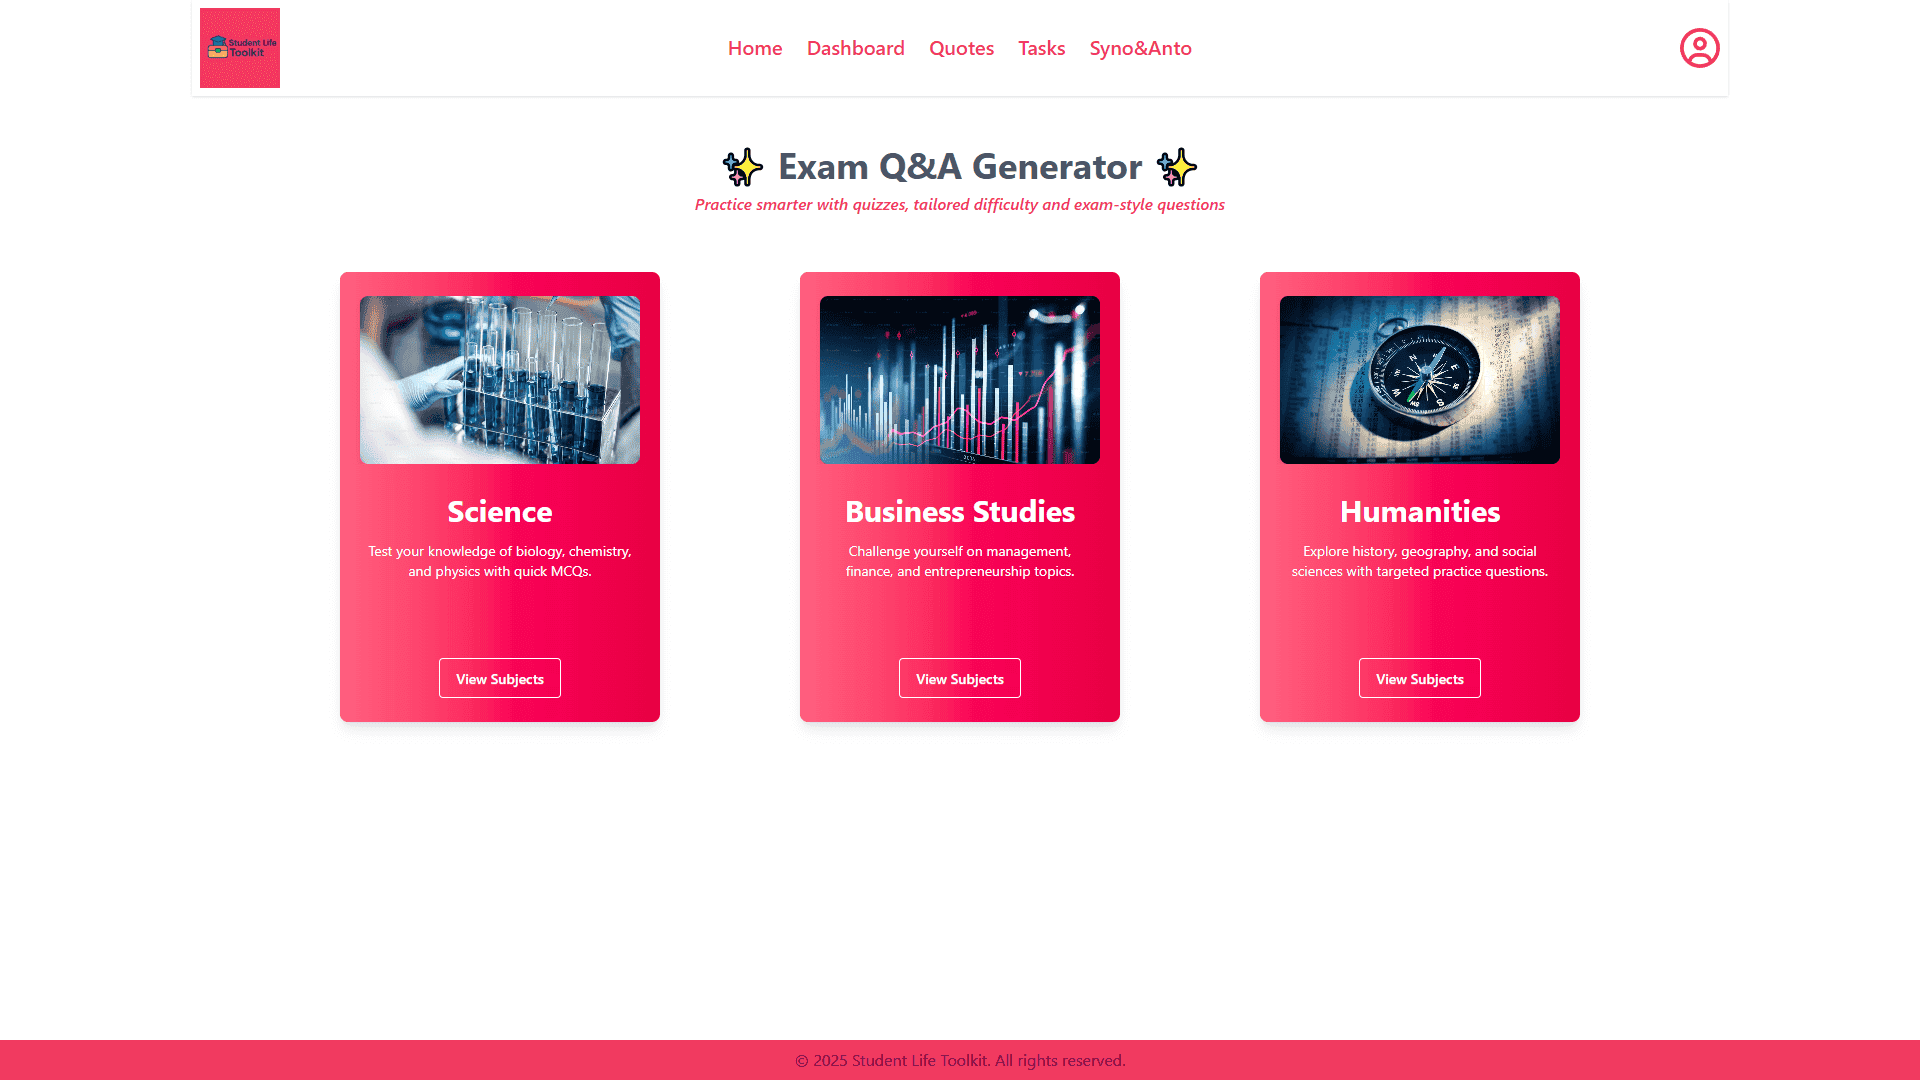 Student Life
Toolkit
Home Dashboard Quotes Tasks Syno&Anto
Exam Q&A Generator
Practice smarter with quizzes, tailored difficulty and exam-style questions
Science
Test your knowledge of biology, chemistry,
and physics with quick MCQs.
View Subjects
Business Studies
Challenge yourself on management,
finance, and entrepreneurship topics.
View Subjects
Humanities
Explore history, geography, and social
sciences with targeted practice questions.
View Subjects
© 2025 Student Life Toolkit. All rights reserved.